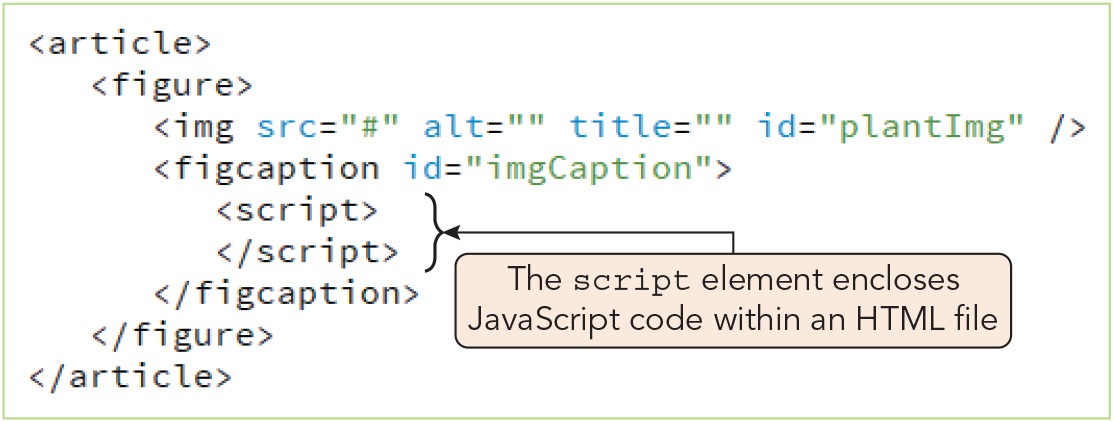 <article>
<figure>
<img src="#" alt="" title="" id="plantImg" />
<figcaption id="imgCaption">
<script>
</script>
</figcaption>
</figure>
</article>
The script element encloses
JavaScript code within an HTML file